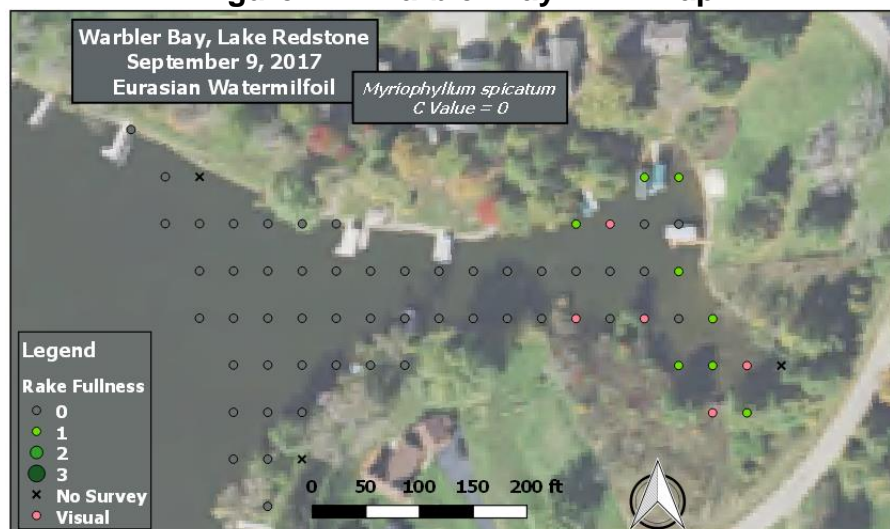 Warbler Bay, Lake Redstone
September 9, 2017
Eurasian Watermilfoil
Myriophyllum spicatum
C Value = 0
Legend
Rake Fullness
0
1
2
3
No Survey
Visual
0 50 100 150 200 ft